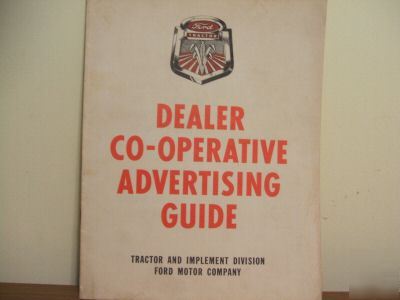 Ford
TRACTOR
DEALER
CO-OPERATIVE
ADVERTISING
GUIDE
TRACTOR AND IMPLEMENT DIVISION
FORD MOTOR COMPANY